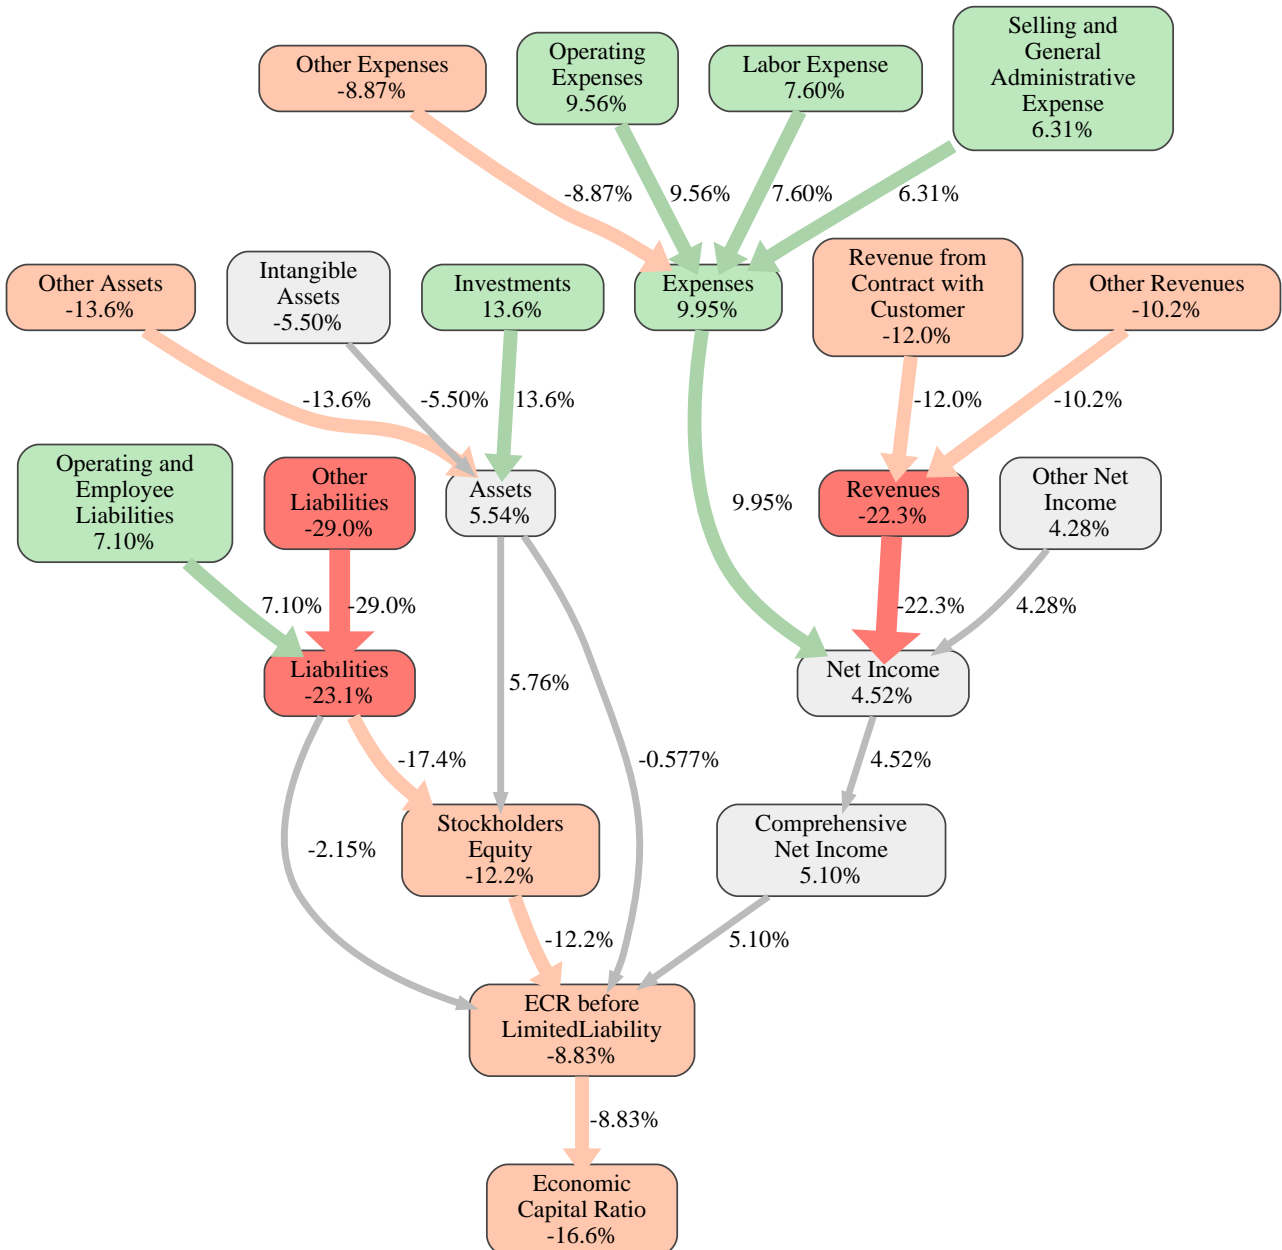 Other Expenses
-8.87%
Operating
Expenses
9.56%
Labor Expense
7.60%
Selling and
General
Administrative
Expense
6.31%
-8.87%
9.56%
7.60%
6.31%
Other Assets
-13.6%
Intangible
Assets
-5.50%
Investments
13.6%
Expenses
9.95%
Revenue from
Contract with
Customer
-12.0%
Other Revenues
-10.2%
-13.6%
-5.50%
13.6%
-12.0%
-10.2%
Operating and
Employee
Liabilities
7.10%
Other
Liabilities
-29.0%
Assets
5.54%
9.95%
Revenues
-22.3%
Other Net
Income
4.28%
7.10%
-29.0%
-22.3%
4.28%
Liabilities
-23.1%
5.76%
Net Income
4.52%
-17.4%
-0.577%
4.52%
-2.15%
Stockholders
Equity
-12.2%
Comprehensive
Net Income
5.10%
-12.2%
5.10%
ECR before
LimitedLiability
-8.83%
-8.83%
Economic
Capital Ratio
-16.6%